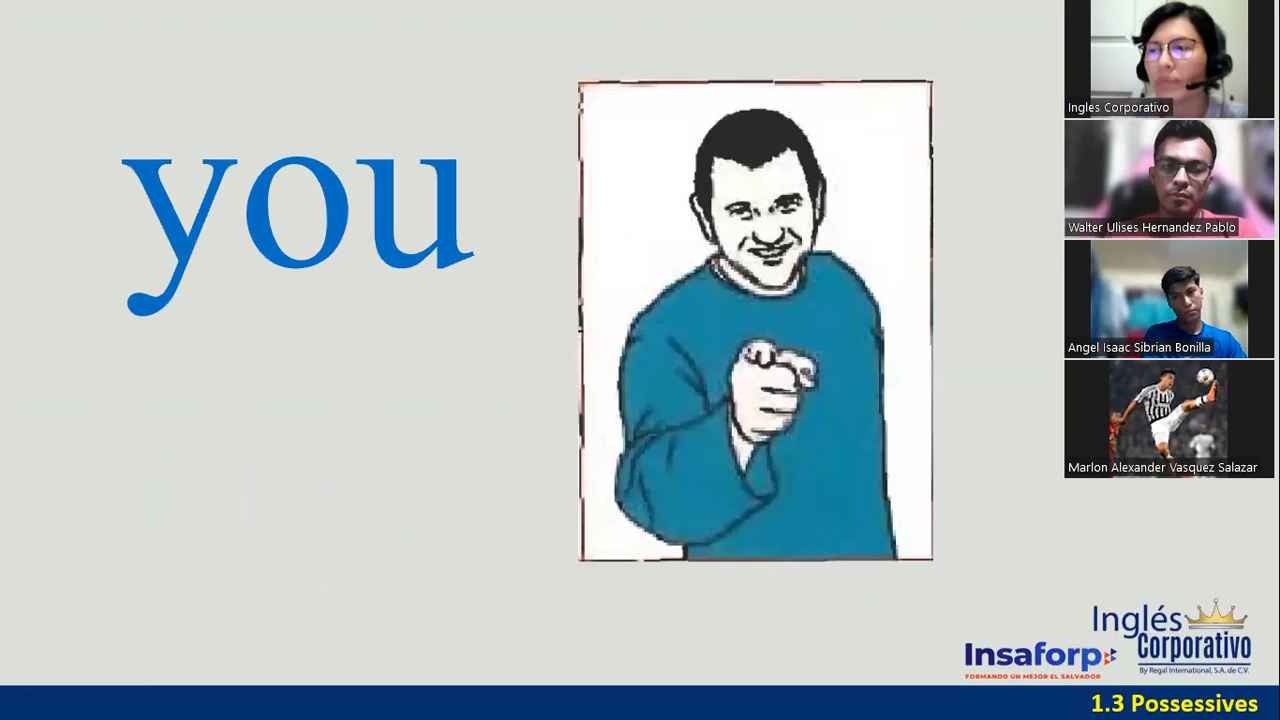 you
Ingles Corporativo
Walter Ulises Hernandez Pablo
Angel Isaac Sibrian Bonilla
Marlon Alexander Vasquez Salazar
Insaforp
FORMANDO UN MEJOR EL SALVADOR
Inglés
Corporativo
By Regal International, S.A. de C.V.
1.3 Possessives